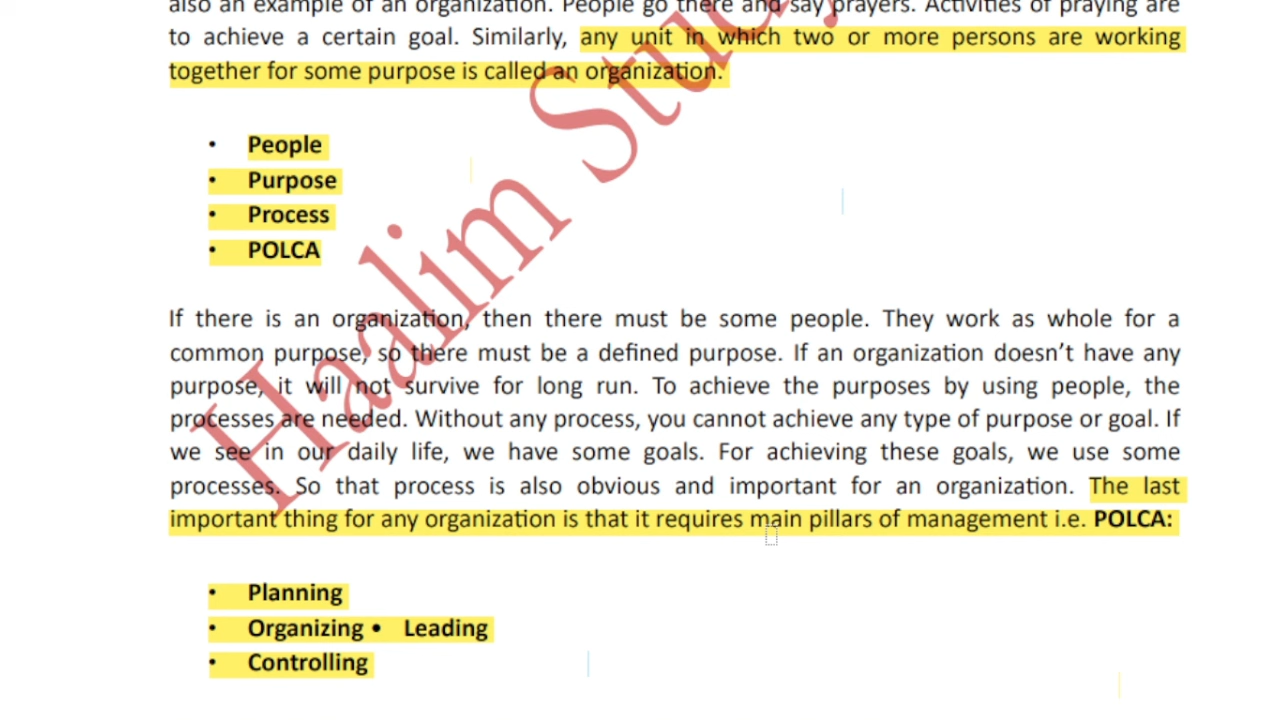 also an example of an organization. People go there and say prayers. Activities of praying are
to achieve a certain goal. Similarly, any unit in which two or more persons are working
together for some purpose is called an organization.
• People
• Purpose
• Process
• POLCA
If there is an organization, then there must be some people. They work as whole for a
common purpose, so there must be a defined purpose. If an organization doesn't have any
purpose, it will not survive for long run. To achieve the purposes by using people, the
processes are needed. Without any process, you cannot achieve any type of purpose or goal. If
we see in our daily life, we have some goals. For achieving these goals, we use some
processes. So that process is also obvious and important for an organization. The last
important thing for any organization is that it requires main pillars of management i.e. POLCA:
• Planning
• Organizing • Leading
• Controlling
Haalim